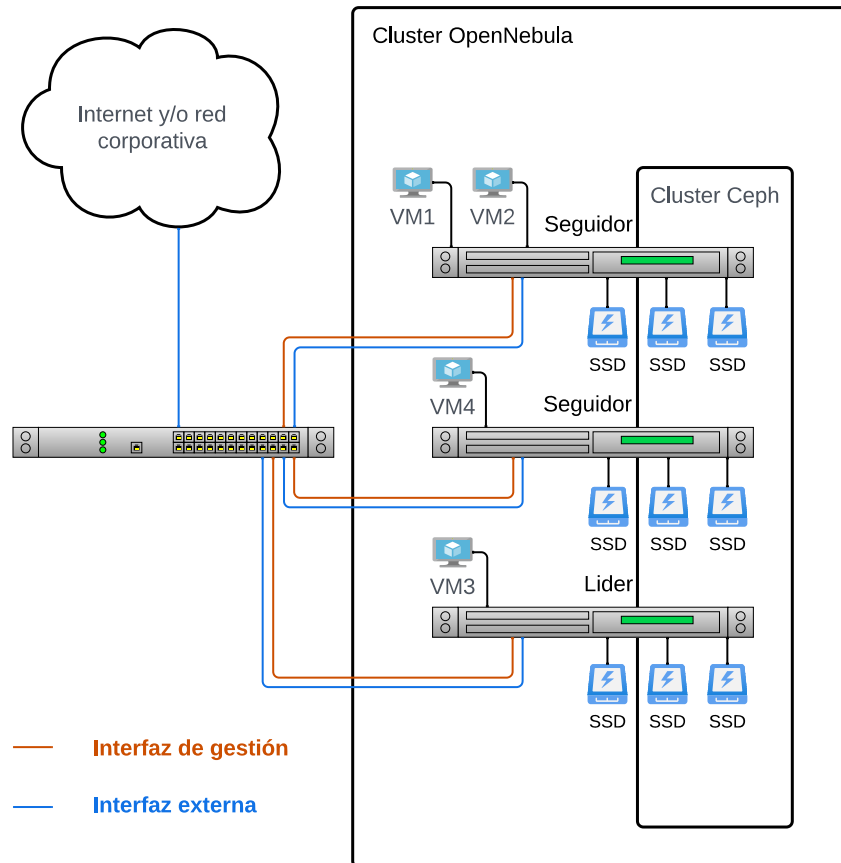 Cluster OpenNebula
Internet y/o red
corporativa
Cluster Ceph
VM1
VM2
Seguidor
SSD
SSD
SSD
VM4
Seguidor
SSD
SSD
SSD
VM3
Lider
SSD
SSD
SSD
Interfaz de gestión
Interfaz externa